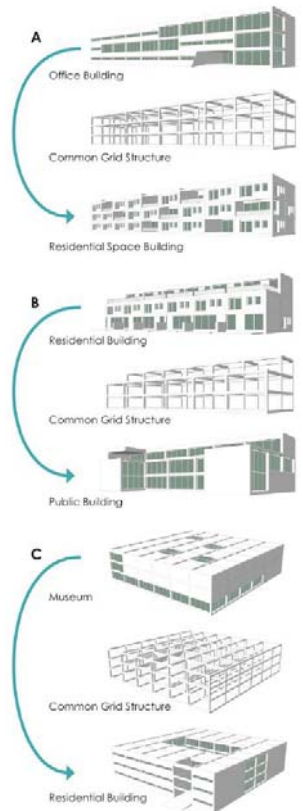 A
Office Building
Common Grid Structure
Residential Space Building
B
Residential Building
Common Grid Structure
Public Building
C
Museum
Common Grid Structure
Residential Building